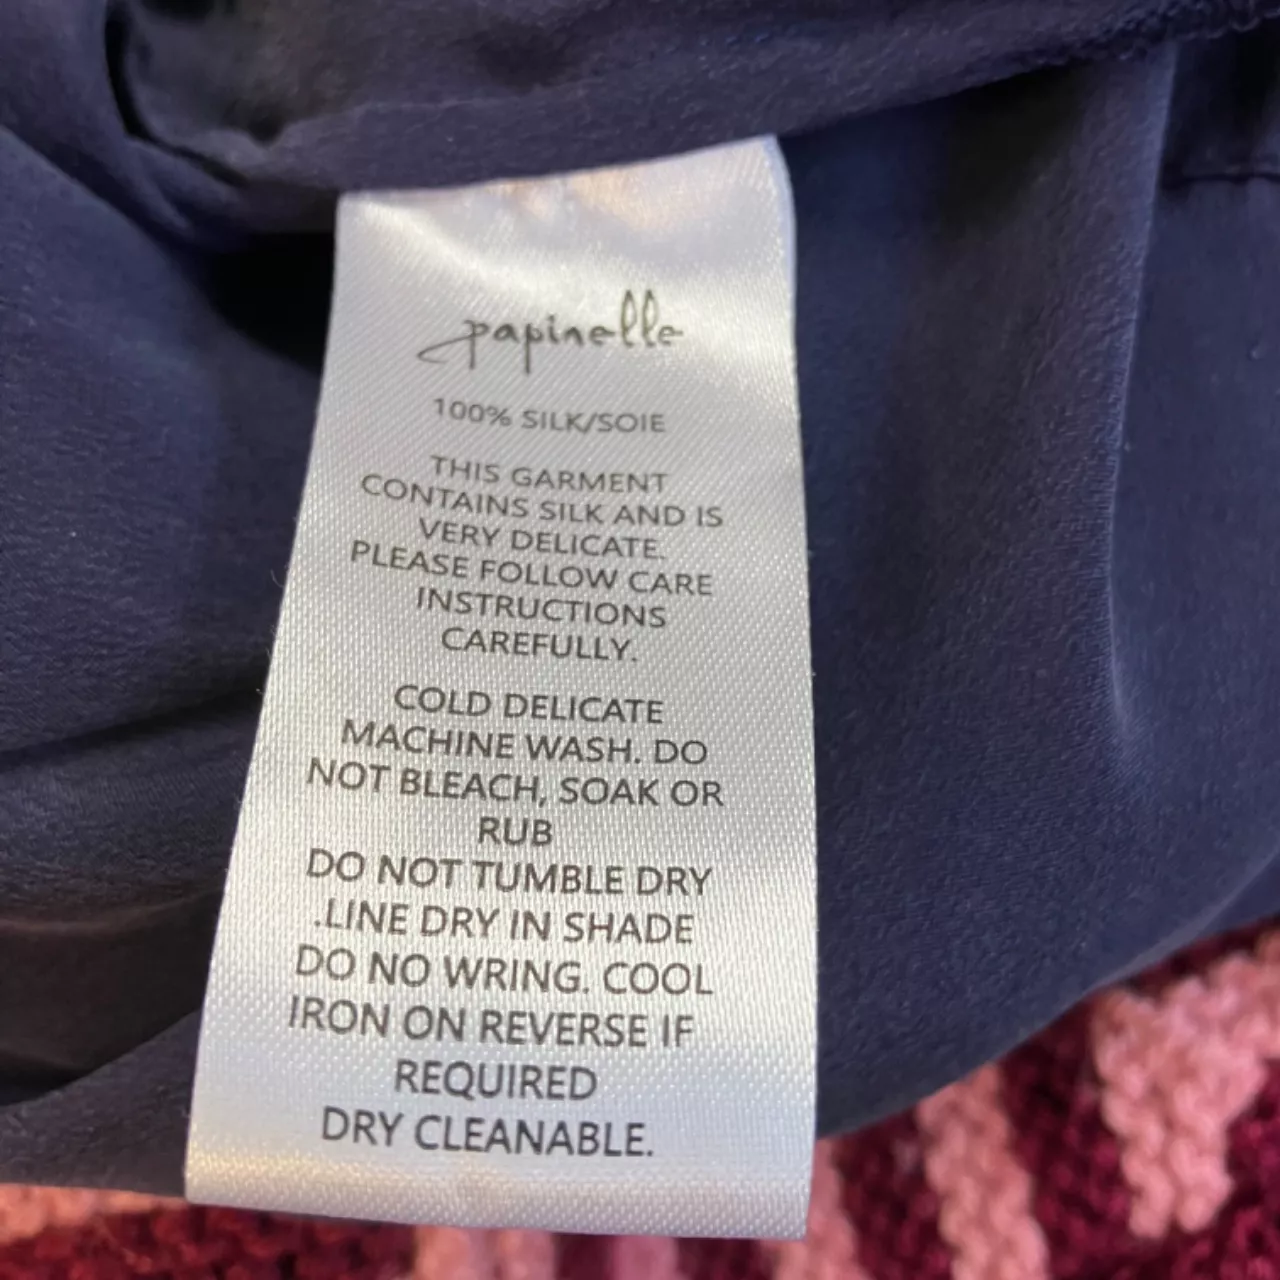 papinelle
100% SILK/SOIE
THIS GARMENT
CONTAINS SILK AND IS
VERY DELICATE.
PLEASE FOLLOW CARE
INSTRUCTIONS
CAREFULLY.
COLD DELICATE
MACHINE WASH. DO
NOT BLEACH, SOAK OR
RUB
DO NOT TUMBLE DRY
.LINE DRY IN SHADE
DO NO WRING. COOL
IRON ON REVERSE IF
REQUIRED
DRY CLEANABLE.